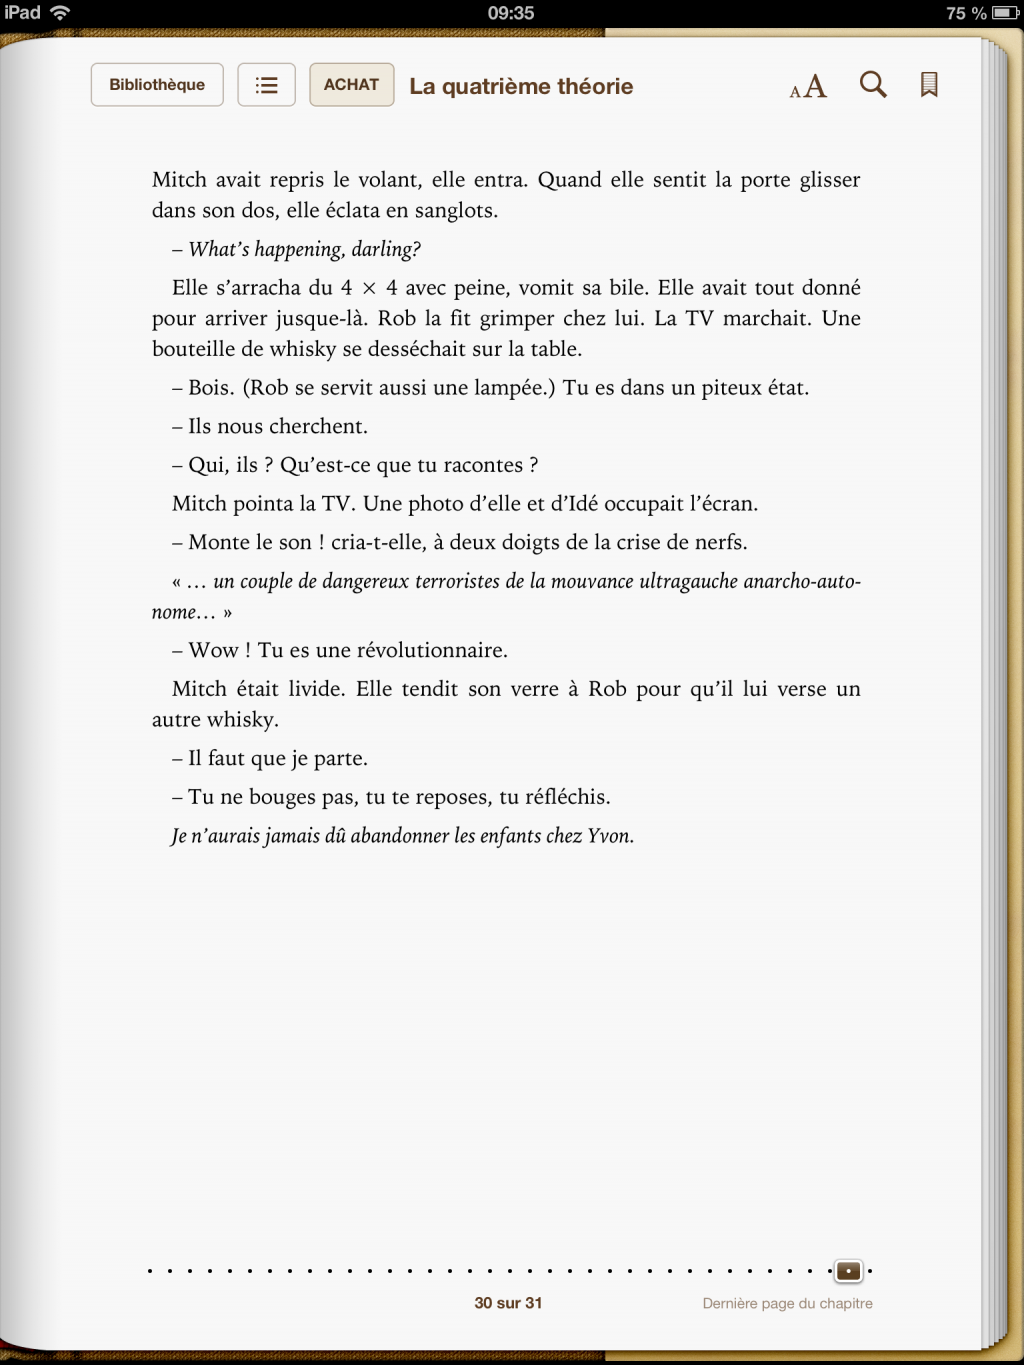 iPad
09:35
75 %
Bibliothèque
ACHAT
La quatrième théorie
AA
Mitch avait repris le volant, elle entra. Quand elle sentit la porte glisser
dans son dos, elle éclata en sanglots.
– What’s happening, darling?
Elle s’arracha du 4 × 4 avec peine, vomit sa bile. Elle avait tout donné
pour arriver jusque-là. Rob la fit grimper chez lui. La TV marchait. Une
bouteille de whisky se desséchait sur la table.
– Bois. (Rob se servit aussi une lampée.) Tu es dans un piteux état.
– Ils nous cherchent.
– Qui, ils ? Qu’est-ce que tu racontes ?
Mitch pointa la TV. Une photo d’elle et d’Idé occupait l’écran.
– Monte le son ! cria-t-elle, à deux doigts de la crise de nerfs.
« … un couple de dangereux terroristes de la mouvance ultragauche anarcho-auto-
nome… »
– Wow ! Tu es une révolutionnaire.
Mitch était livide. Elle tendit son verre à Rob pour qu’il lui verse un
autre whisky.
– Il faut que je parte.
– Tu ne bouges pas, tu te reposes, tu réfléchis.
Je n’aurais jamais dû abandonner les enfants chez Yvon.
30 sur 31
Dernière page du chapitre